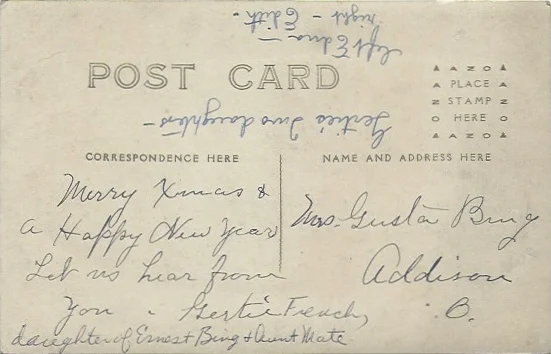 Gertie's two daughters -
left Edna -
right - Edith.
POST CARD
AZO
PLACE
STAMP
HERE
AZO
CORRESPONDENCE HERE
NAME AND ADDRESS HERE
Merry Xmas &
a Happy New Year
Let us hear from
you. Gertie French,
daughter of Ernest Bing + Aunt Mate
Mrs. Gusta Bing
Addison
O.